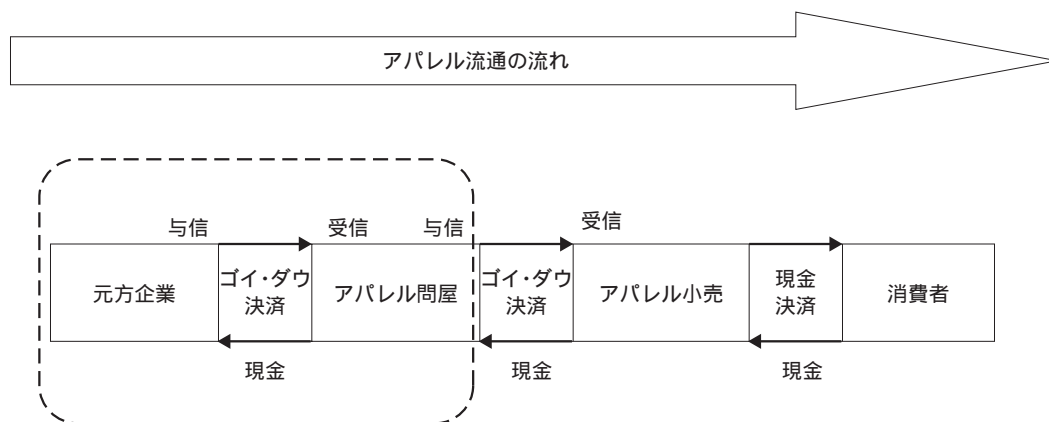 アパレル流通の流れ
与信
受信
与信
受信
元方企業
ゴイ・ダウ
決済
アパレル問屋
ゴイ・ダウ
決済
アパレル小売
現金
決済
消費者
現金
現金
現金